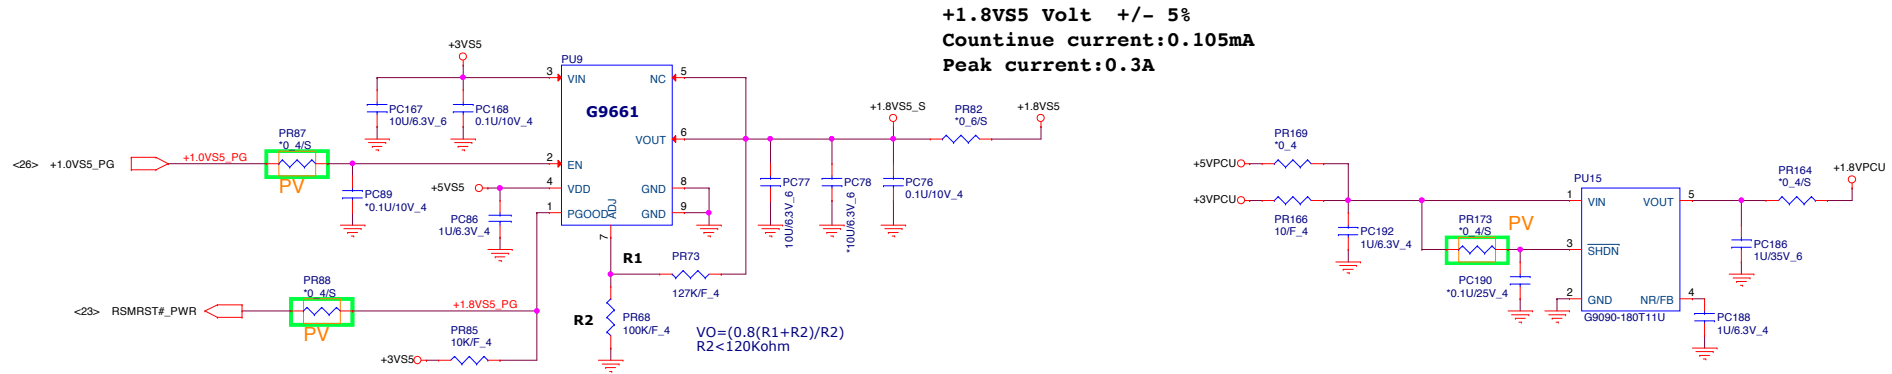 +1.8VS5 Volt  +/- 5%
Countinue current:0.105mA
Peak current:0.3A
+3VS5
PU9
3
VIN
NC
5
PC167
10U/6.3V_6
PC168
0.1U/10V_4
G9661
+1.8VS5_S
PR82
*0_6/S
+1.8VS5
VOUT
6
PR87
*0_4/S
<26>
+1.0VS5_PG
+1.0VS5_PG
PV
2
EN
PC89
*0.1U/10V_4
+5VS5
4
VDD
GND
8
PC86
1U/6.3V_4
1
PGOOD
ADJ
GND
9
7
PC77
10U/6.3V_6
PC78
*10U/6.3V_6
PC76
0.1U/10V_4
R1
PR73
127K/F_4
PR88
*0_4/S
<23>
RSMRST#_PWR
+1.8VS5_PG
PV
R2
PR68
100K/F_4
PR85
10K/F_4
+3VS5
VO=(0.8(R1+R2)/R2)
R2<120Kohm
PR169
*0_4
+5VPCU
+3VPCU
PR166
10/F_4
PC192
1U/6.3V_4
PR173
*0_4/S
PV
PC190
*0.1U/25V_4
PU15
1
VIN
VOUT
5
3
SHDN
2
GND
NR/FB
4
G9090-180T11U
PR164
*0_4/S
+1.8VPCU
PC186
1U/35V_6
PC188
1U/6.3V_4